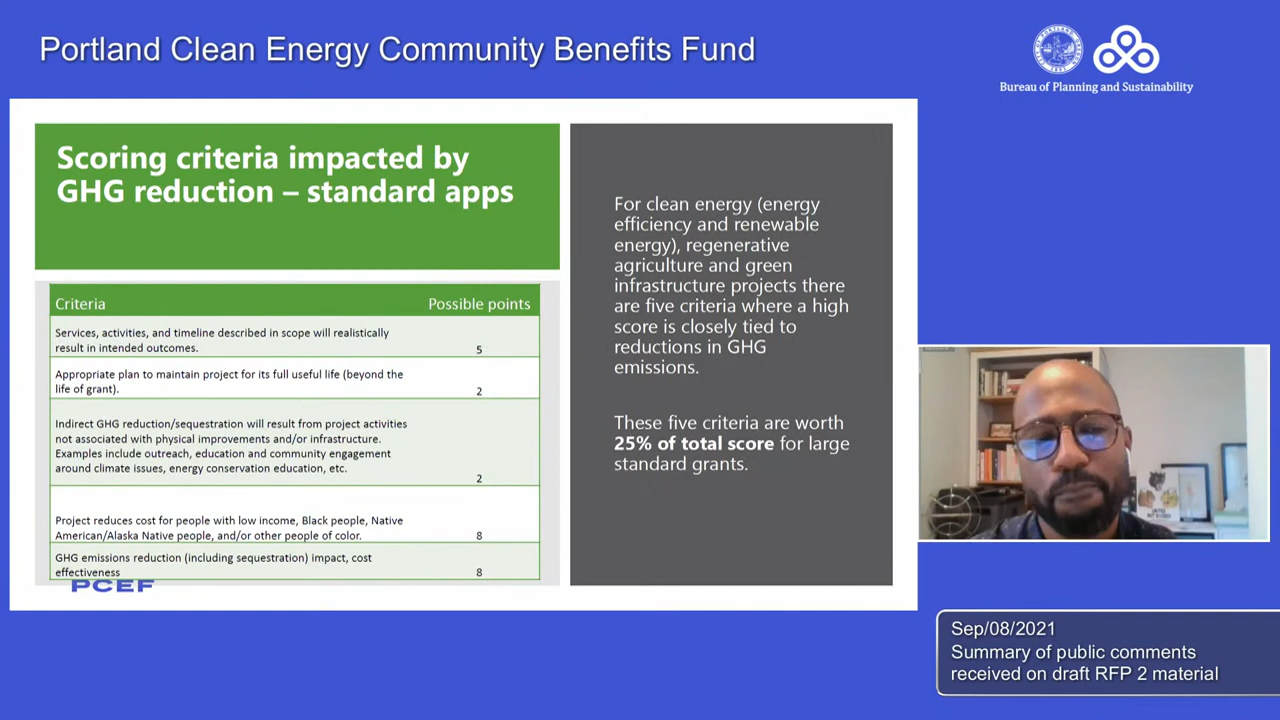 Portland Clean Energy Community Benefits Fund
Bureau of Planning and Sustainability
Scoring criteria impacted by
GHG reduction – standard apps
Criteria Possible points
Services, activities, and timeline described in scope will realistically
result in intended outcomes. 5
Appropriate plan to maintain project for its full useful life (beyond the
life of grant). 2
Indirect GHG reduction/sequestration will result from project activities
not associated with physical improvements and/or infrastructure.
Examples include outreach, education and community engagement
around climate issues, energy conservation education, etc.
2
Project reduces cost for people with low income, Black people, Native
American/Alaska Native people, and/or other people of color. 8
GHG emissions reduction (including sequestration) impact, cost
effectiveness 8
PCEF
For clean energy (energy
efficiency and renewable
energy), regenerative
agriculture and green
infrastructure projects there
are five criteria where a high
score is closely tied to
reductions in GHG
emissions.
These five criteria are worth
25% of total score for large
standard grants.
Sep/08/2021
Summary of public comments
received on draft RFP 2 material